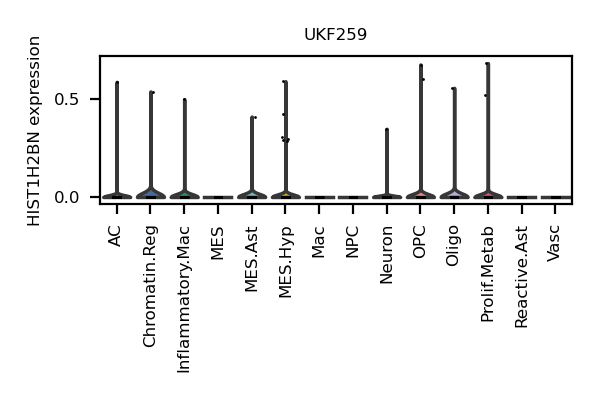 UKF259
HIST1H2BN expression
0.5
0.0
AC
Chromatin.Reg
Inflammatory.Mac
MES
MES.Ast
MES.Hyp
Mac
NPC
Neuron
OPC
Oligo
Prolif.Metab
Reactive.Ast
Vasc